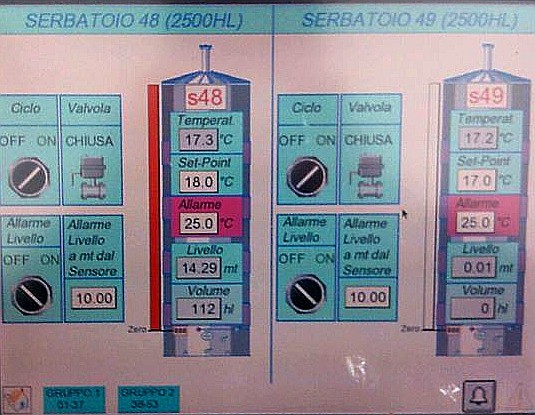 SERBATOIO 48 (2500HL)
s48
Ciclo
Valvola
OFF ON
CHIUSA
Temperat.
17.3 °C
Set-Point
18.0 °C
Allarme
25.0 °C
Allarme
Livello
OFF ON
Allarme
Livello
a mt dal
Sensore
10.00
Livello
14.29 mt
Volume
112 hl
Zero
SERBATOIO 49 (2500HL)
s49
Ciclo
Valvola
OFF ON
CHIUSA
Temperat.
17.2 °C
Set-Point
17.0 °C
Allarme
25.0 °C
Allarme
Livello
OFF ON
Allarme
Livello
a mt dal
Sensore
10.00
Livello
0.01 mt
Volume
0 hl
Zero
GRUPPO 1
01-37
GRUPPO 2
38-53